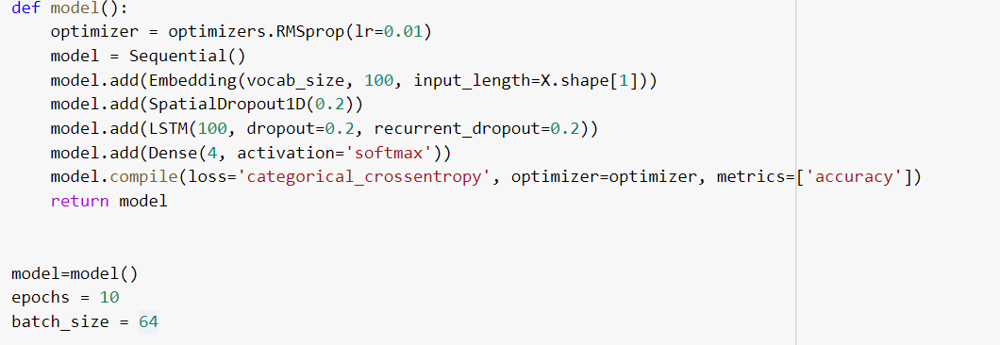 def model():
    optimizer = optimizers.RMSprop(lr=0.01)
    model = Sequential()
    model.add(Embedding(vocab_size, 100, input_length=X.shape[1]))
    model.add(SpatialDropout1D(0.2))
    model.add(LSTM(100, dropout=0.2, recurrent_dropout=0.2))
    model.add(Dense(4, activation='softmax'))
    model.compile(loss='categorical_crossentropy', optimizer=optimizer, metrics=['accuracy'])
    return model
model=model()
epochs = 10
batch_size = 64